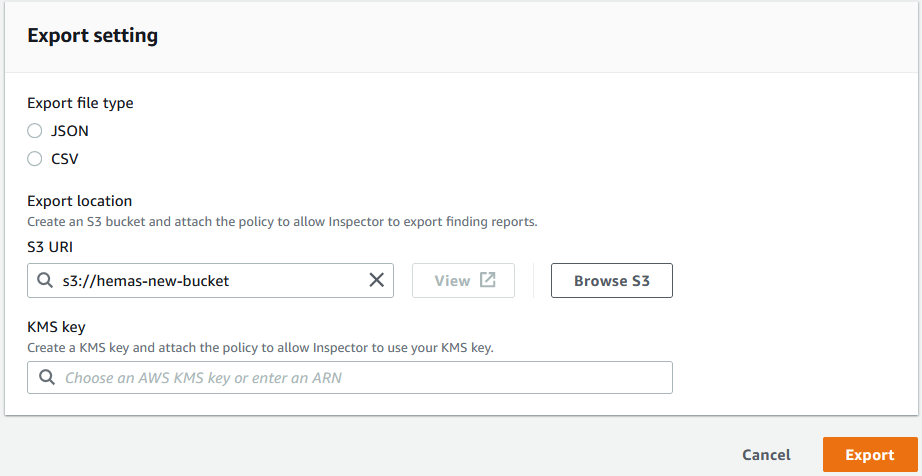 Export setting
Export file type
JSON
CSV
Export location
Create an S3 bucket and attach the policy to allow Inspector to export finding reports.
S3 URI
s3://hemas-new-bucket
View
Browse S3
KMS key
Create a KMS key and attach the policy to allow Inspector to use your KMS key.
Choose an AWS KMS key or enter an ARN
Cancel
Export